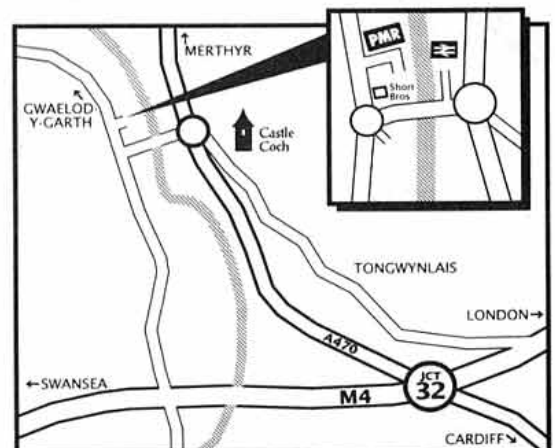 MERTHYR
PMR
Short
Bros
GWAELOD-
Y-GARTH
Castle
Coch
TONGWYNLAIS
LONDON→
A470
←SWANSEA
JCT
32
M4
CARDIFF